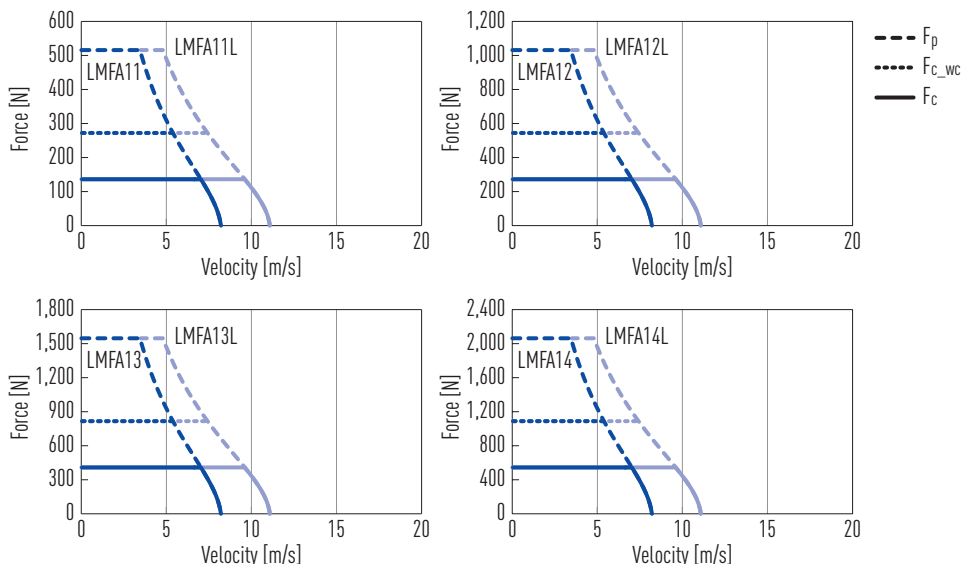 600
500
400
300
200
100
0
Force [N]
LMFA11L
LMFA11
0 5 10 15 20
Velocity [m/s]
1,200
1,000
800
600
400
200
0
Force [N]
LMFA12L
LMFA12
0 5 10 15 20
Velocity [m/s]
Fp
Fc_wc
Fc
1,800
1,500
1,200
900
600
300
0
Force [N]
LMFA13L
LMFA13
0 5 10 15 20
Velocity [m/s]
2,400
2,000
1,600
1,200
800
400
0
Force [N]
LMFA14L
LMFA14
0 5 10 15 20
Velocity [m/s]